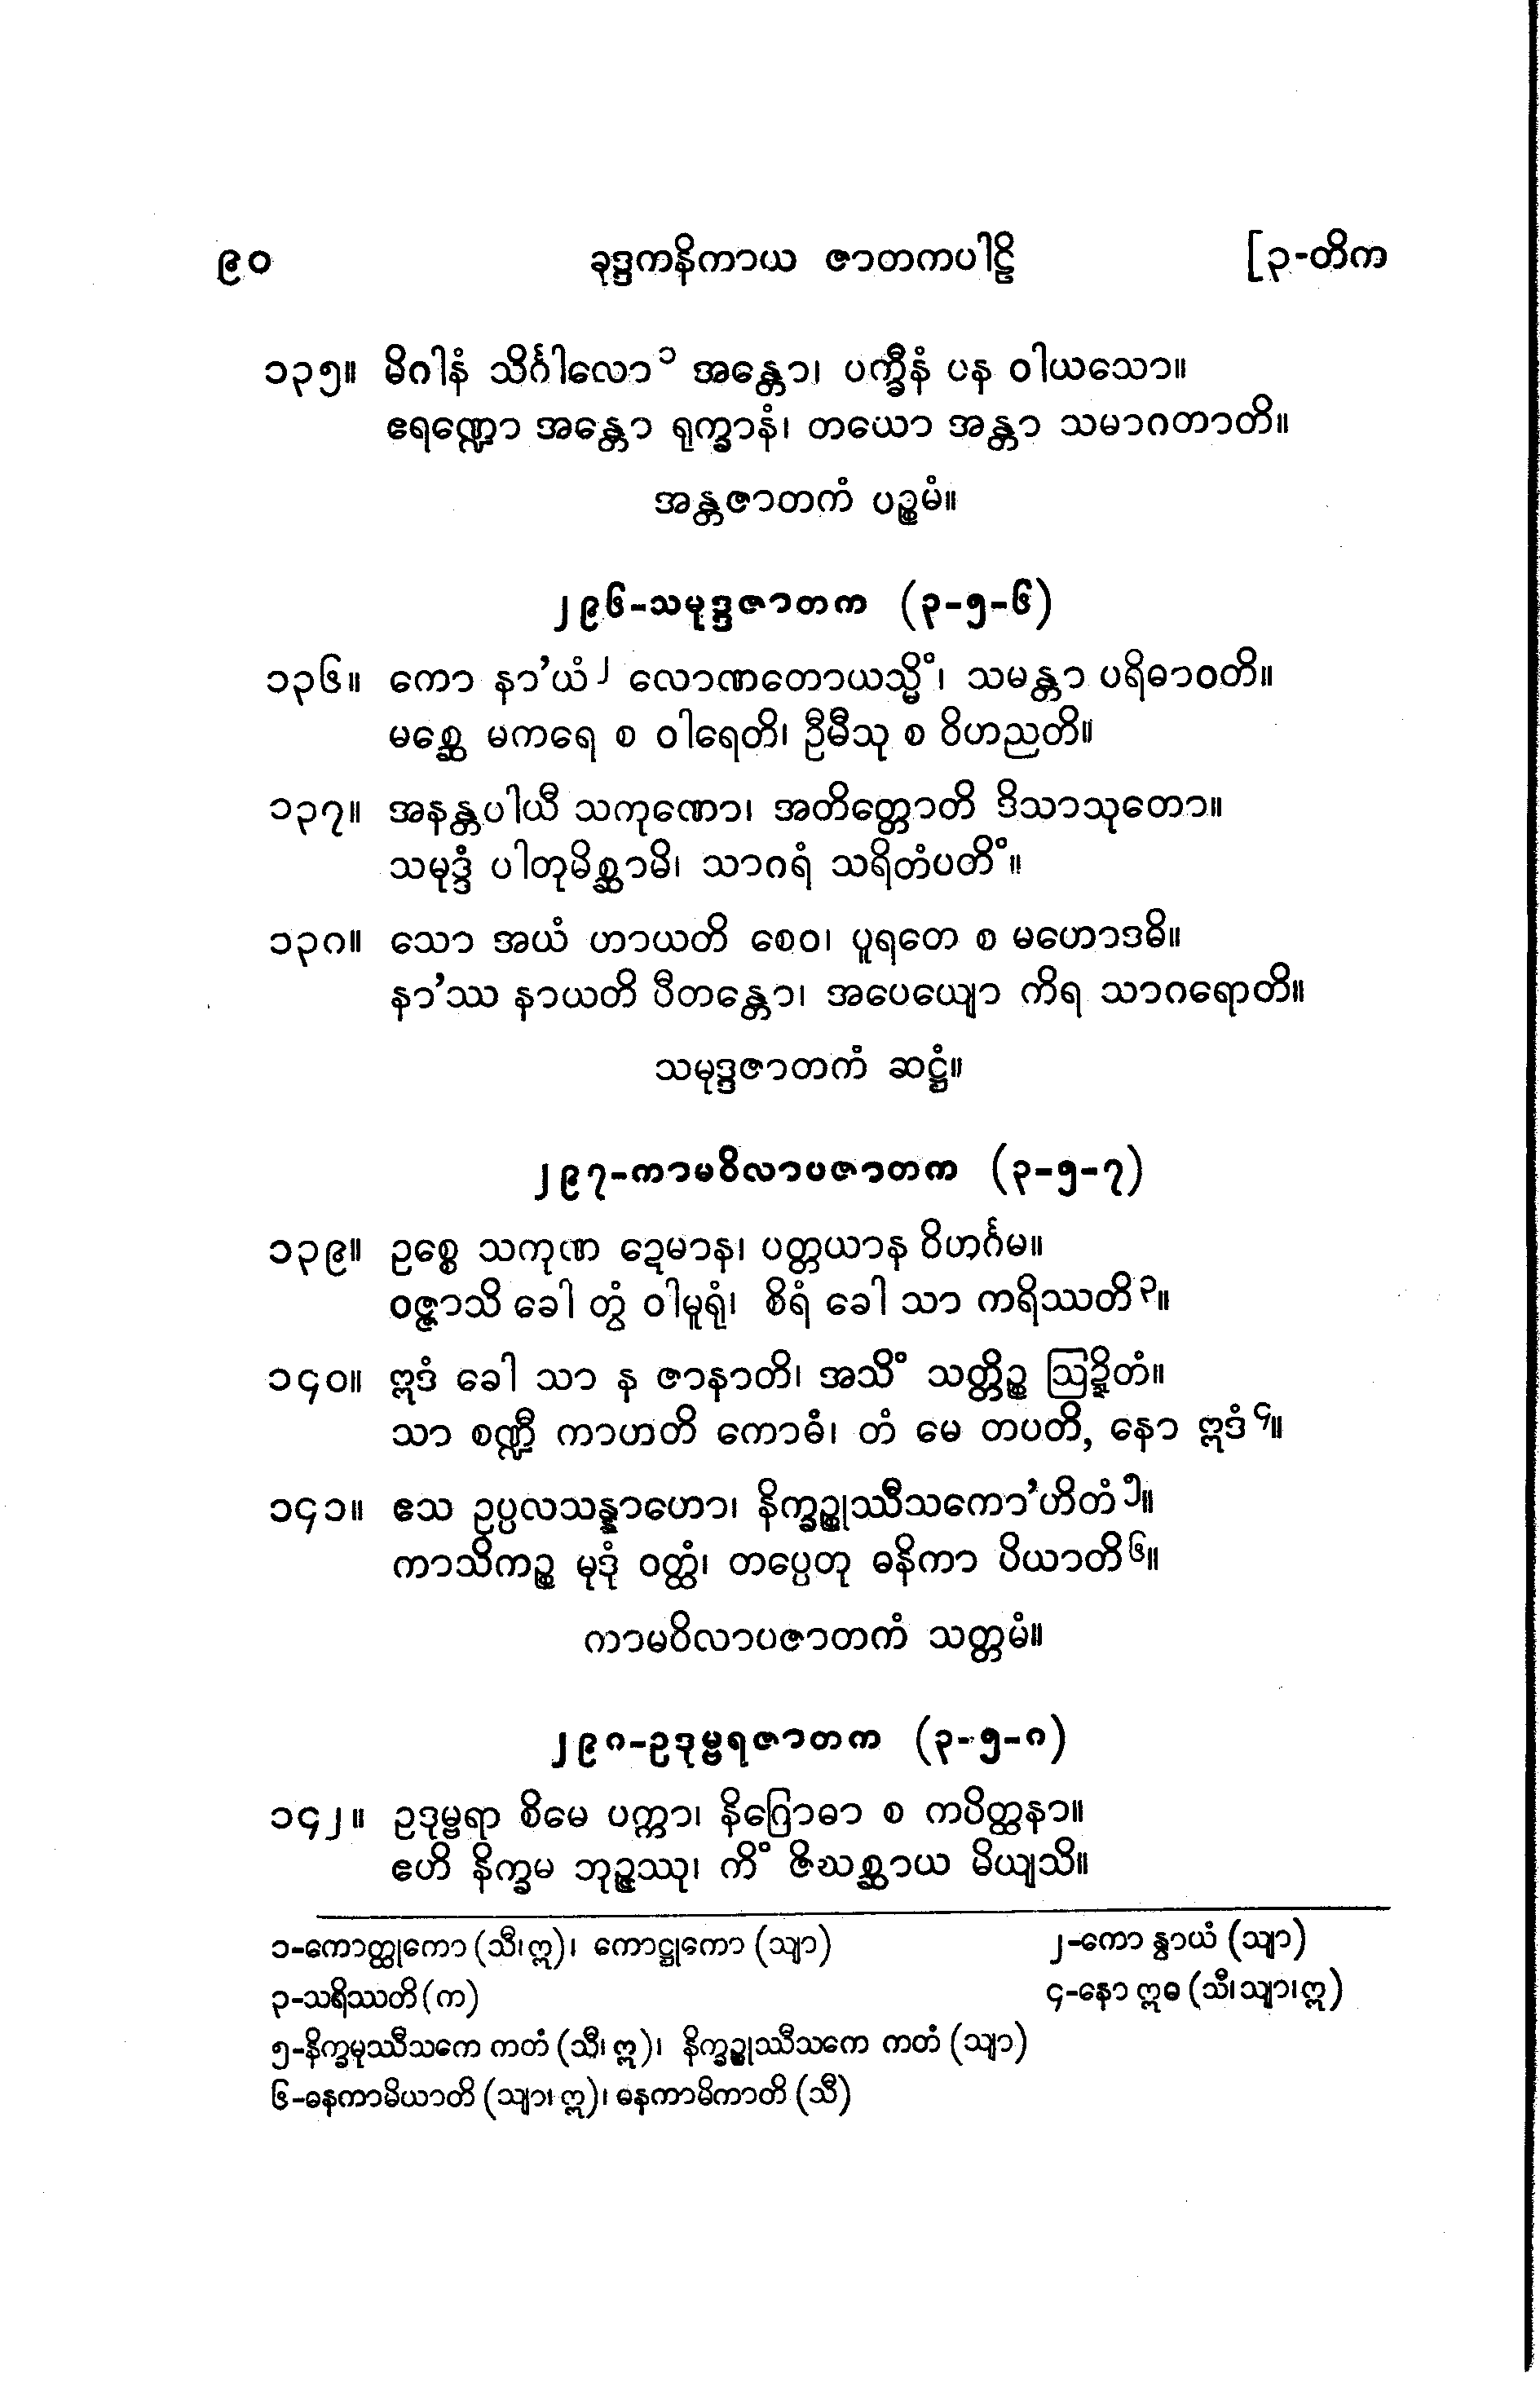 ၉၀ ခုဒ္ဒကနိကာယ ဇာတကပါဠိ [၃-တိက
၁၃၅။ မိဂါနံ သိင်္ဂါလော၁ အန္တော၊ ပက္ခီနံ ပန ဝါယသော။
ဧရဏ္ဍော အန္တော ရုက္ခာနံ၊ တယော အန္တာ သမာဂတာတိ။
အန္တဇာတကံ ပဉ္စမံ။
၂၉၆-သမုဒ္ဒဇာတက (၃-၅-၆)
၁၃၆။ ကော နာ’ယံ၂ လောဏတောယသ္မိံ၊ သမန္တာ ပရိဓာဝတိ။
မစ္ဆေ မကရေ စ ဝါရေတိ၊ ဦမီသု စ ဝိဟညတိ။
၁၃၇။ အနန္တပါယီ သကုဏော၊ အတိတ္တောတိ ဒိသာသုတော။
သမုဒ္ဒံ ပါတုမိစ္ဆာမိ၊ သာဂရံ သရိတံပတိံ။
၁၃၈။ သော အယံ ဟာယတိ စေဝ၊ ပူရတေ စ မဟောဒဓိ။
နာ’ဿ နာယတိ ပီတန္တော၊ အပေယျော ကိရ သာဂရောတိ။
သမုဒ္ဒဇာတကံ ဆဋ္ဌံ။
၂၉၇-ကာမဝိလာပဇာတက (၃-၅-၇)
၁၃၉။ ဥစ္စေ သကုဏ ဍေမာန၊ ပတ္တယာန ဝိဟင်္ဂမ။
ဝဇ္ဇာသိ ခေါ တွံ ဝါမူရုံ၊ စိရံ ခေါ သာ ကရိဿတိ၃။
၁၄၀။ ဣဒံ ခေါ သာ န ဇာနာတိ၊ အသိံ သတ္တိဉ္စ ဩဍ္ဍိတံ။
သာ စဏ္ဍီ ကာဟတိ ကောဓံ၊ တံ မေ တပတိ, နော ဣဒံ၄။
၁၄၁။ ဧသ ဥပ္ပလသန္နာဟော၊ နိက္ခဉ္စုဿီသကော’ဟိတံ၅။
ကာသိကဉ္စ မုဒုံ ဝတ္ထံ၊ တပ္ပေတု ဓနိကာ ပိယာတိ၆။
ကာမဝိလာပဇာတကံ သတ္တမံ။
၂၉၈-ဥဒုမ္ဗရဇာတက (၃-၅-၈)
၁၄၂။ ဥဒုမ္ဗရာ စိမေ ပက္ကာ၊ နိဂြောဓာ စ ကပိတ္ထနာ။
ဧဟိ နိက္ခမ ဘုဉ္ဇဿု၊ ကိံ ဇိဃစ္ဆာယ မိယျသိ။
၁-ကောတ္ထုကော (သီ၊ဣ)၊ ကောဋ္ဌုကော (သျာ) ၂-ကော နွာယံ (သျာ)
၃-သရိဿတိ (က) ၄-နော ဣဓ (သီ၊သျာ၊ဣ)
၅-နိက္ခမုဿီသကေ ကတံ (သီ၊ ဣ)၊ နိက္ခဉ္စုဿီသကေ ကတံ (သျာ)
၆-ဓနကာမိယာတိ (သျာ၊ ဣ)၊ ဓနကာမိကာတိ (သီ)